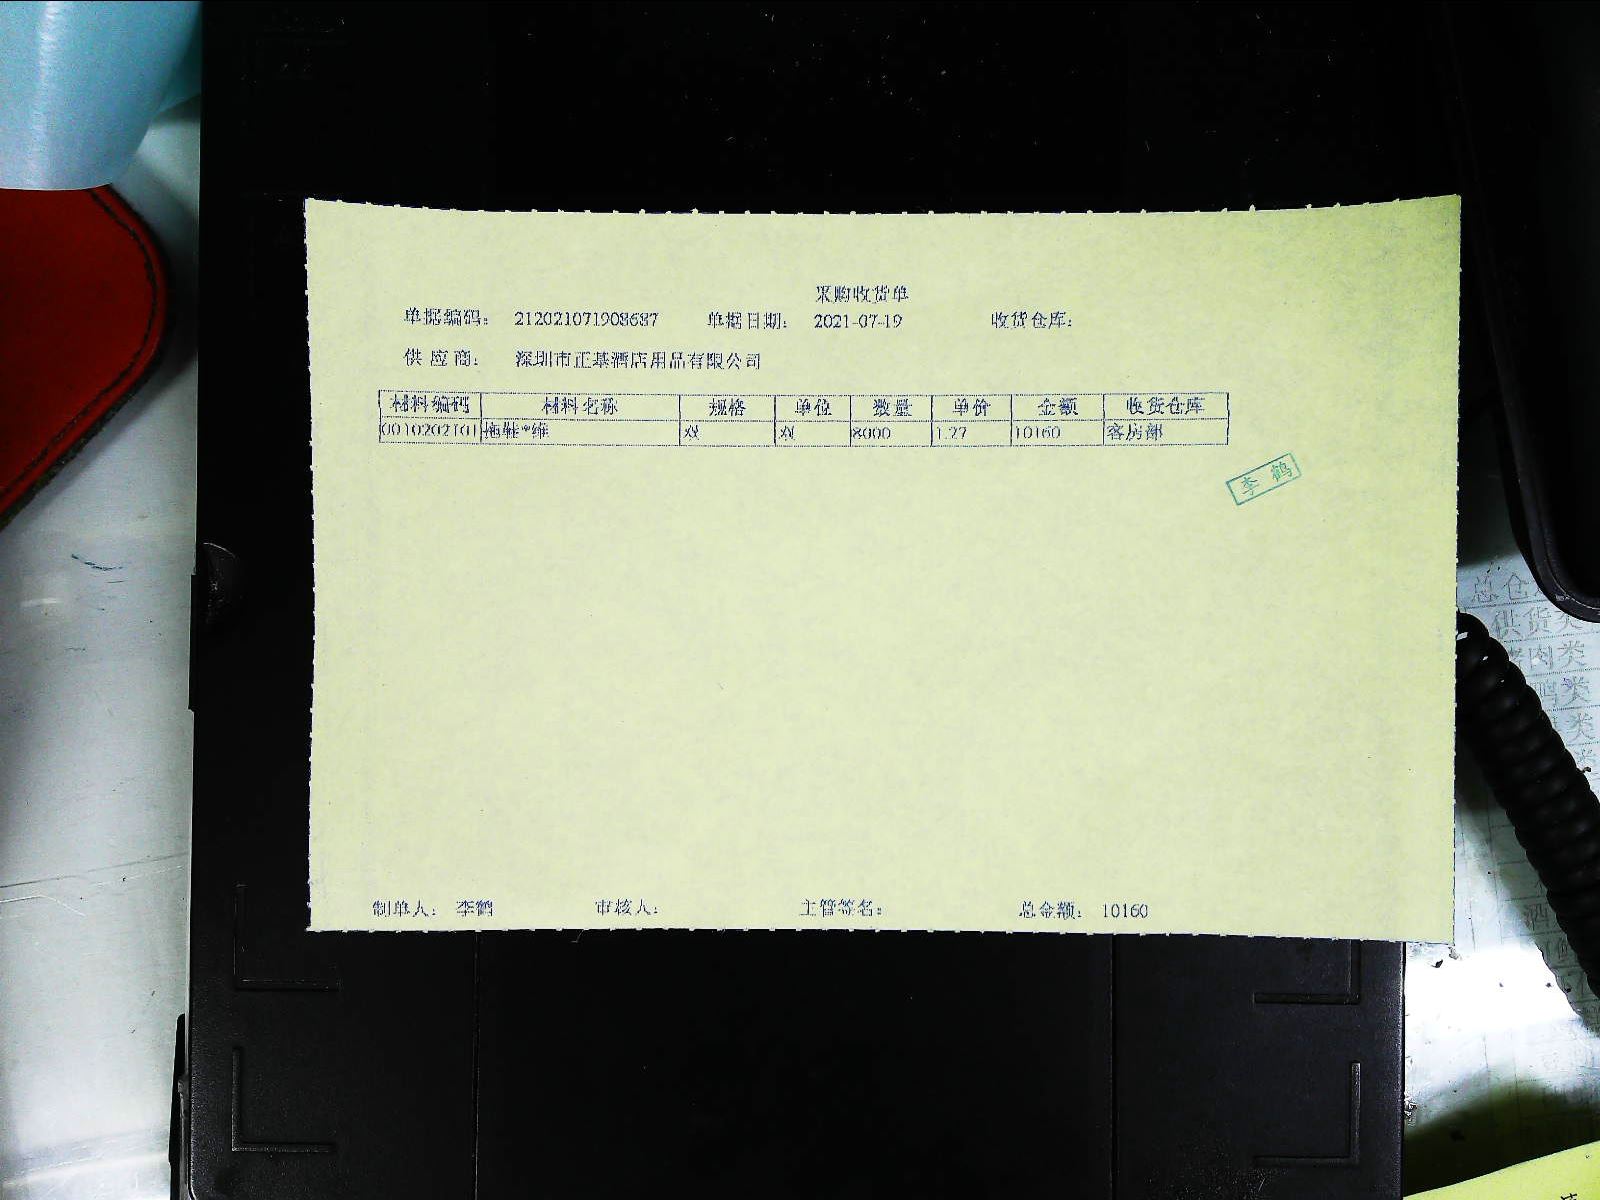 采购收货单
单据编码： 212021071908687 单据日期： 2021-07-19 收货仓库：
供 应 商： 深圳市正基酒店用品有限公司
材料编码 材料名称 规格 单位 数量 单价 金额 收货仓库
0010202101 拖鞋*维 双 双 8000 1.27 10160 客房部
李 鹤
制单人： 李鹤 审核人： 主管签名： 总金额： 10160
总仓
供货类
肉类
鸭类
类